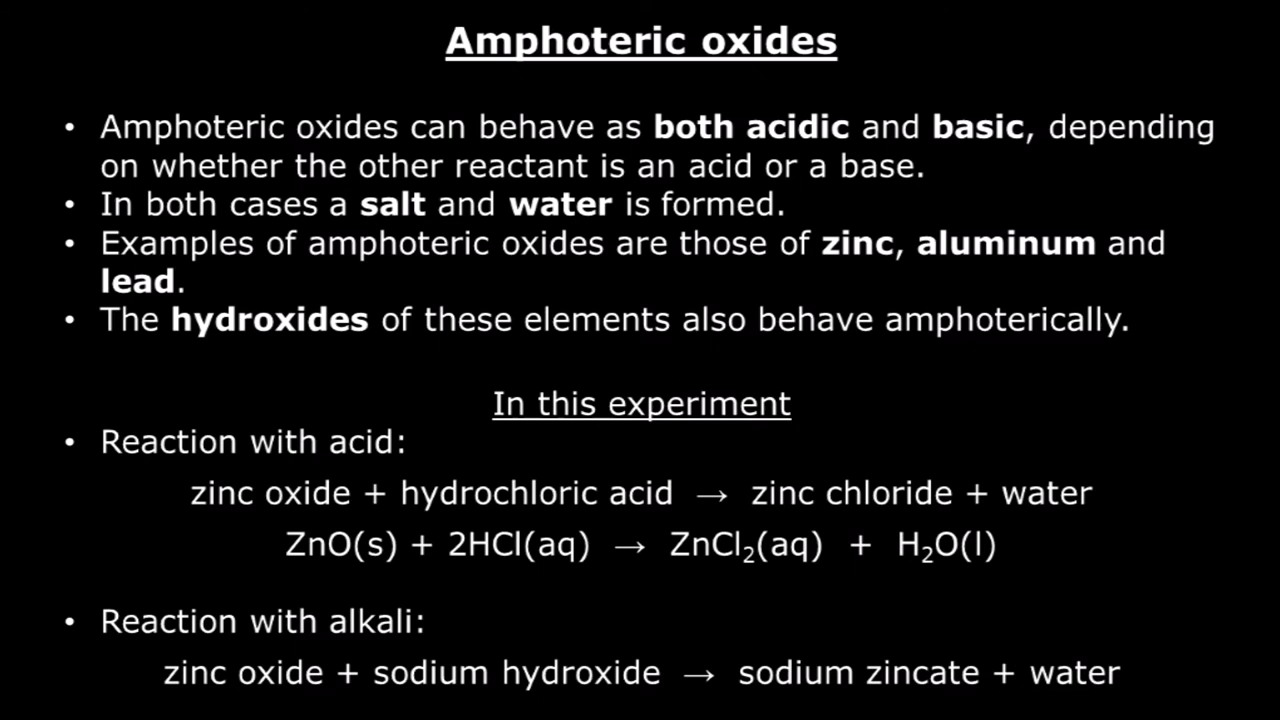 Amphoteric oxides
• Amphoteric oxides can behave as both acidic and basic, depending
on whether the other reactant is an acid or a base.
• In both cases a salt and water is formed.
• Examples of amphoteric oxides are those of zinc, aluminum and
lead.
• The hydroxides of these elements also behave amphoterically.
In this experiment
• Reaction with acid:
zinc oxide + hydrochloric acid → zinc chloride + water
ZnO(s) + 2HCl(aq) → ZnCl₂(aq) + H₂O(l)
• Reaction with alkali:
zinc oxide + sodium hydroxide → sodium zincate + water